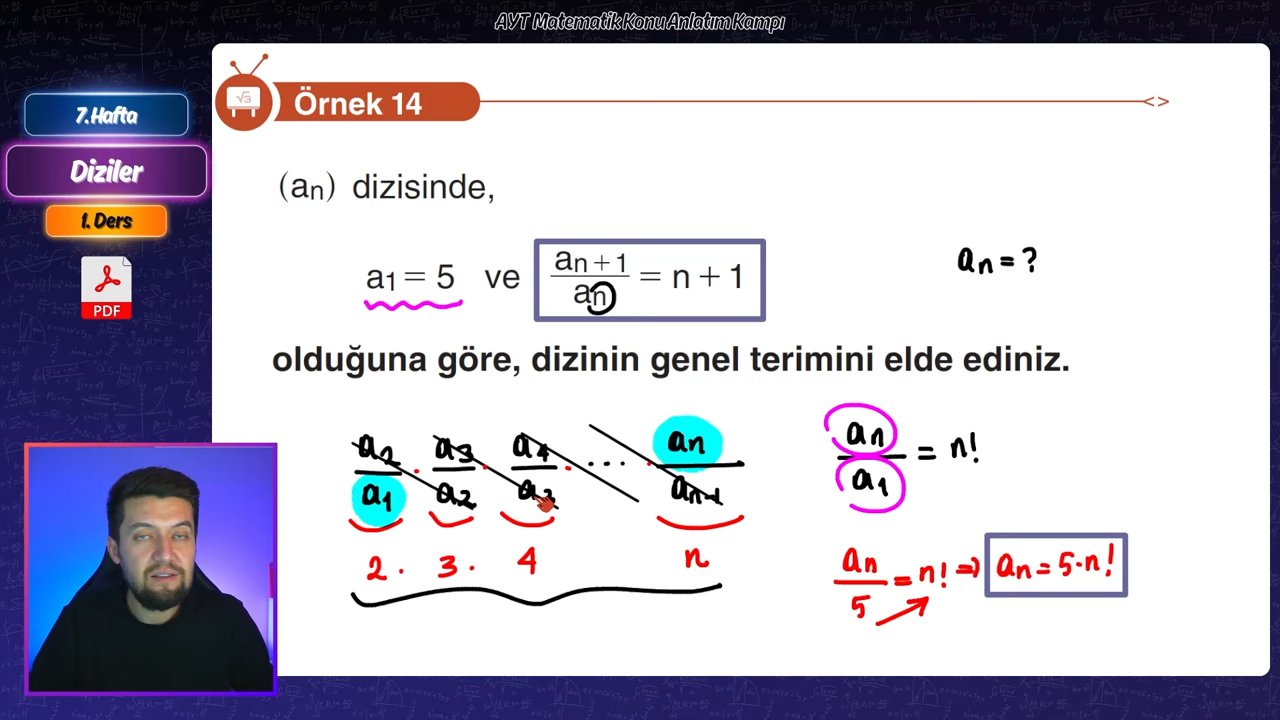 AYT Matematik Konu Anlatım Kampı
7.Hafta
Diziler
1. Ders
PDF
√3
Örnek 14
<>
(an) dizisinde,
a1 = 5 ve an+1/an = n + 1
an = ?
olduğuna göre, dizinin genel terimini elde ediniz.
a2/a1 · a3/a2 · a4/a3 · ... · an/an-1
an/a1 = n!
2 · 3 · 4 n
an/5 = n! ⇒ an = 5·n!